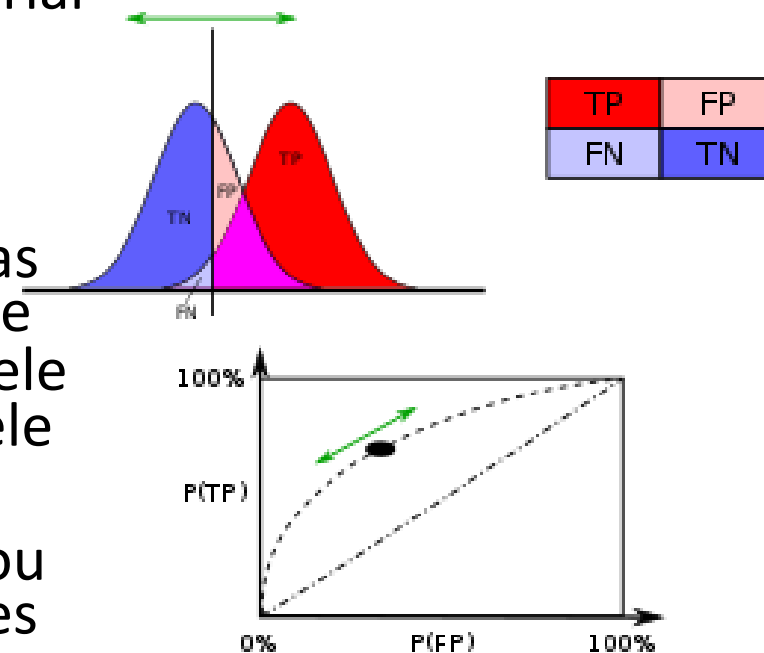 TP FP
FN TN
TP
FP
TN
FN
as
e
ele
ele
ou
es
100%
P(TP)
0% P(FP) 100%